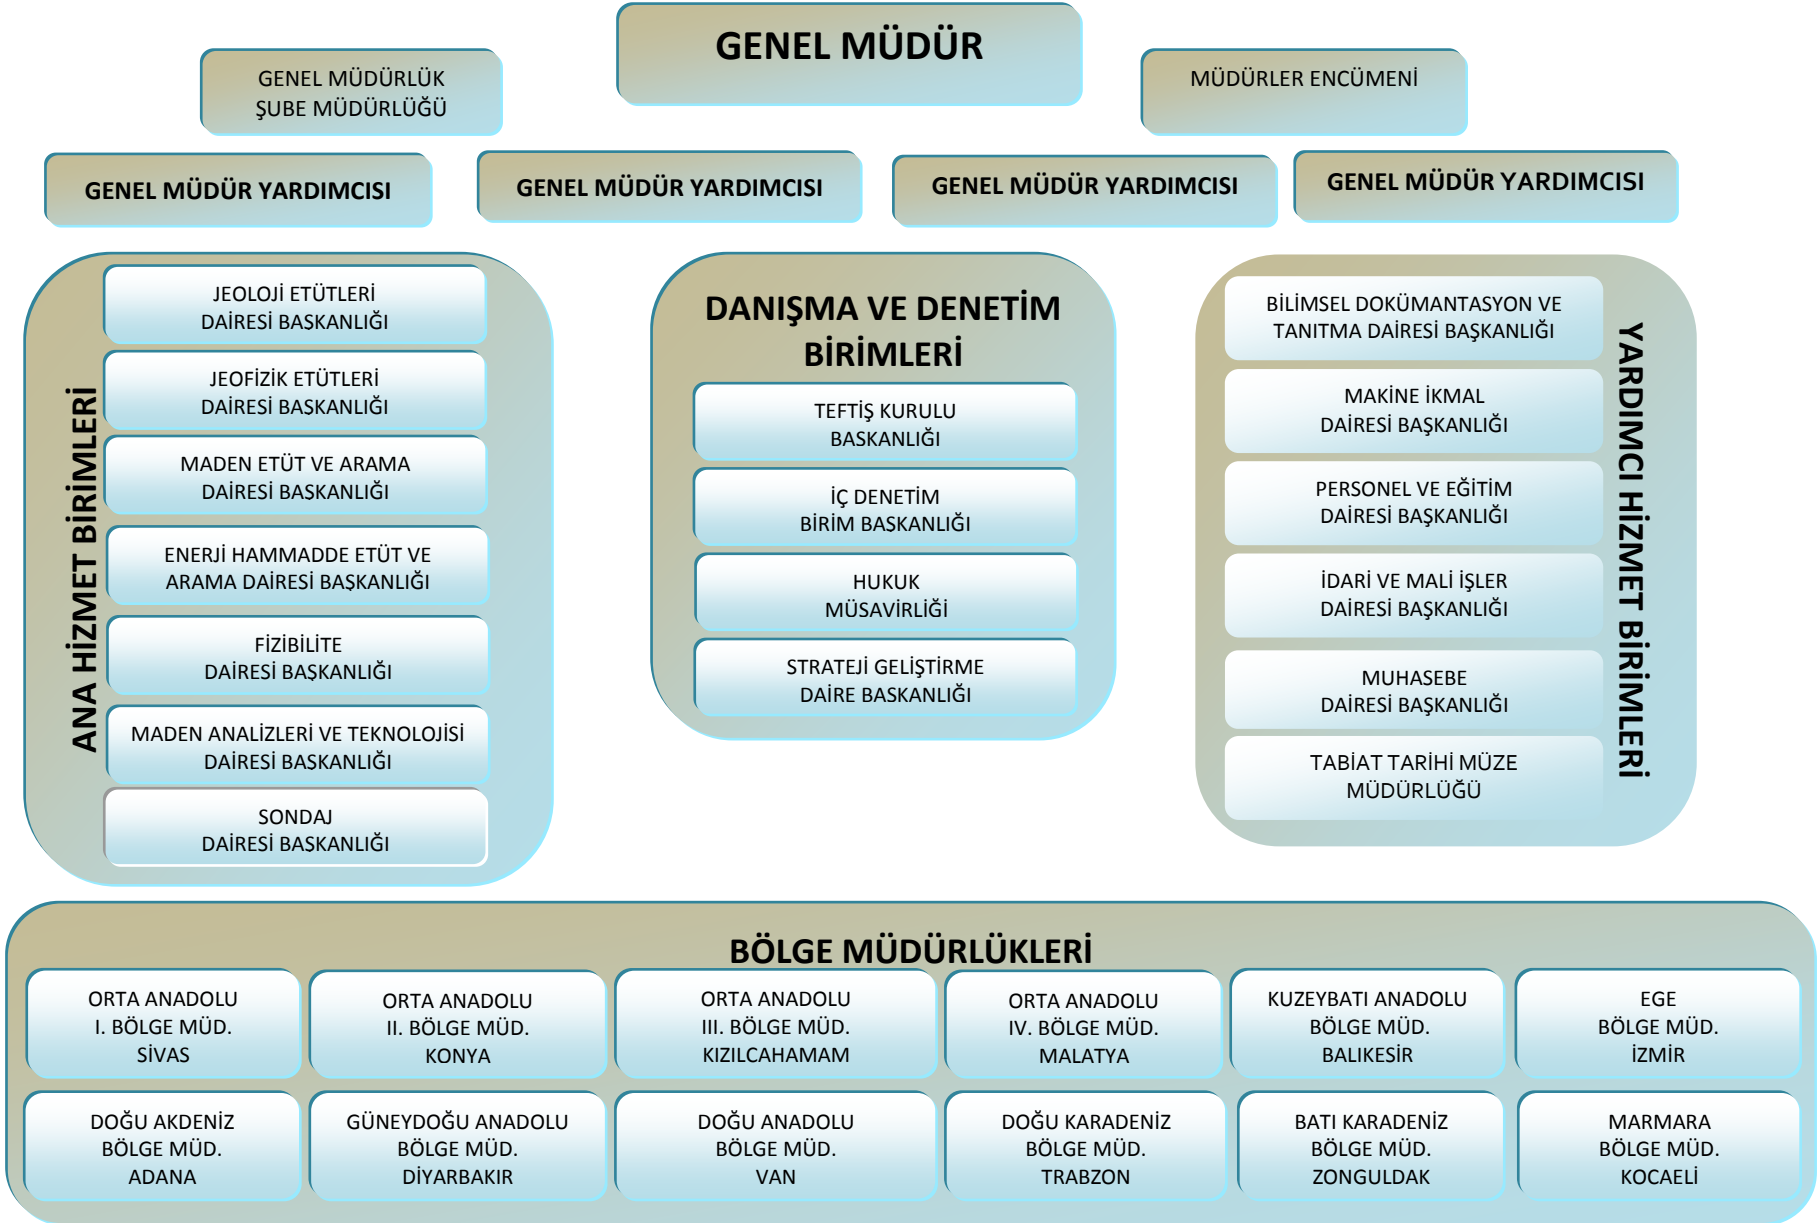 GENEL MÜDÜR
GENEL MÜDÜRLÜK
ŞUBE MÜDÜRLÜĞÜ
MÜDÜRLER ENCÜMENİ
GENEL MÜDÜR YARDIMCISI
GENEL MÜDÜR YARDIMCISI
GENEL MÜDÜR YARDIMCISI
GENEL MÜDÜR YARDIMCISI
ANA HİZMET BİRİMLERİ
JEOLOJİ ETÜTLERİ
DAİRESİ BAŞKANLIĞI
JEOFİZİK ETÜTLERİ
DAİRESİ BAŞKANLIĞI
MADEN ETÜT VE ARAMA
DAİRESİ BAŞKANLIĞI
ENERJİ HAMMADDE ETÜT VE
ARAMA DAİRESİ BAŞKANLIĞI
FİZİBİLİTE
DAİRESİ BAŞKANLIĞI
MADEN ANALİZLERİ VE TEKNOLOJİSİ
DAİRESİ BAŞKANLIĞI
SONDAJ
DAİRESİ BAŞKANLIĞI
DANIŞMA VE DENETİM
BİRİMLERİ
TEFTİŞ KURULU
BAŞKANLIĞI
İÇ DENETİM
BİRİM BAŞKANLIĞI
HUKUK
MÜŞAVİRLİĞİ
STRATEJİ GELİŞTİRME
DAİRE BAŞKANLIĞI
YARDIMCI HİZMET BİRİMLERİ
BİLİMSEL DOKÜMANTASYON VE
TANITMA DAİRESİ BAŞKANLIĞI
MAKİNE İKMAL
DAİRESİ BAŞKANLIĞI
PERSONEL VE EĞİTİM
DAİRESİ BAŞKANLIĞI
İDARİ VE MALİ İŞLER
DAİRESİ BAŞKANLIĞI
MUHASEBE
DAİRESİ BAŞKANLIĞI
TABİAT TARİHİ MÜZE
MÜDÜRLÜĞÜ
BÖLGE MÜDÜRLÜKLERİ
ORTA ANADOLU
I. BÖLGE MÜD.
SİVAS
ORTA ANADOLU
II. BÖLGE MÜD.
KONYA
ORTA ANADOLU
III. BÖLGE MÜD.
KIZILCAHAMAM
ORTA ANADOLU
IV. BÖLGE MÜD.
MALATYA
KUZEYBATI ANADOLU
BÖLGE MÜD.
BALIKESİR
EGE
BÖLGE MÜD.
İZMİR
DOĞU AKDENİZ
BÖLGE MÜD.
ADANA
GÜNEYDOĞU ANADOLU
BÖLGE MÜD.
DİYARBAKIR
DOĞU ANADOLU
BÖLGE MÜD.
VAN
DOĞU KARADENİZ
BÖLGE MÜD.
TRABZON
BATI KARADENİZ
BÖLGE MÜD.
ZONGULDAK
MARMARA
BÖLGE MÜD.
KOCAELİ